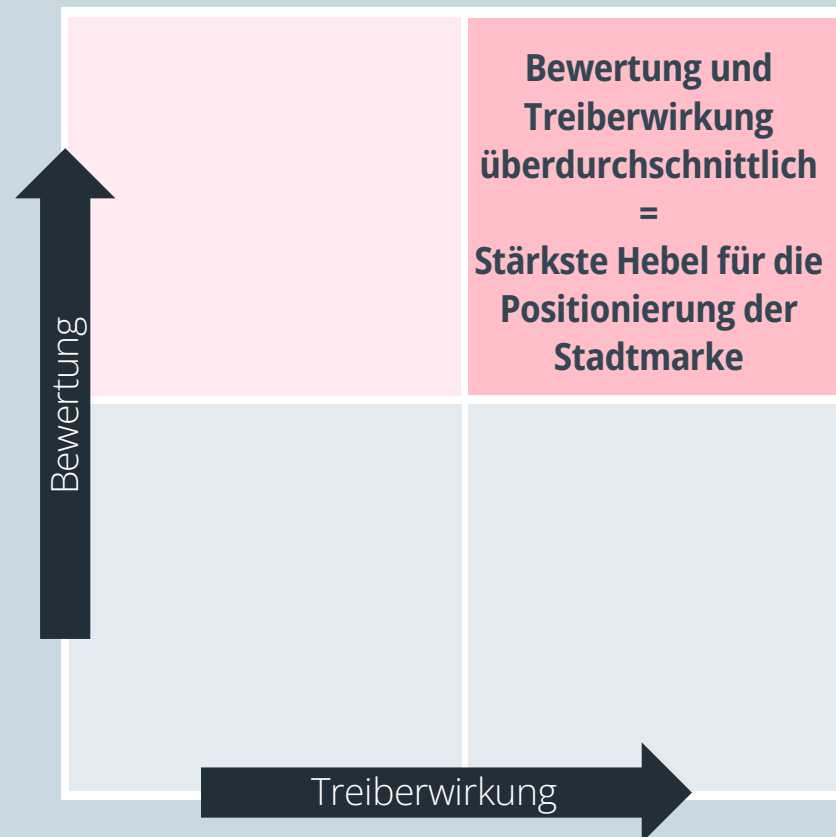 Bewertung und
Treiberwirkung
überdurchschnittlich
=
Stärkste Hebel für die
Positionierung der
Stadtmarke
Bewertung
Treiberwirkung